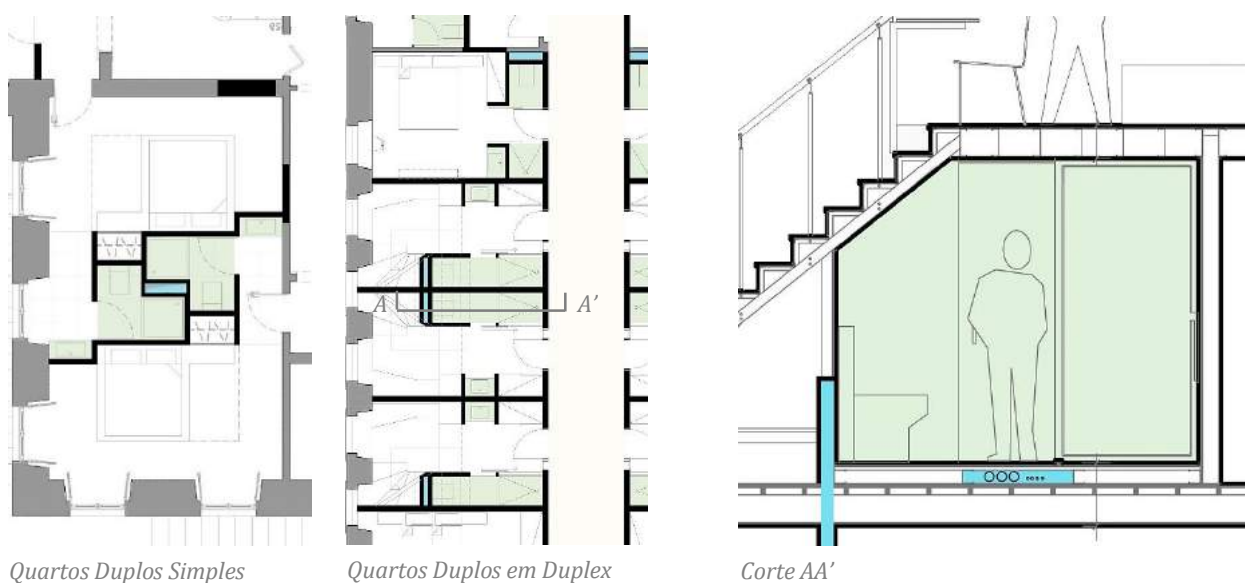 A
A'
Quartos Duplos Simples
Quartos Duplos em Duplex
Corte AA'